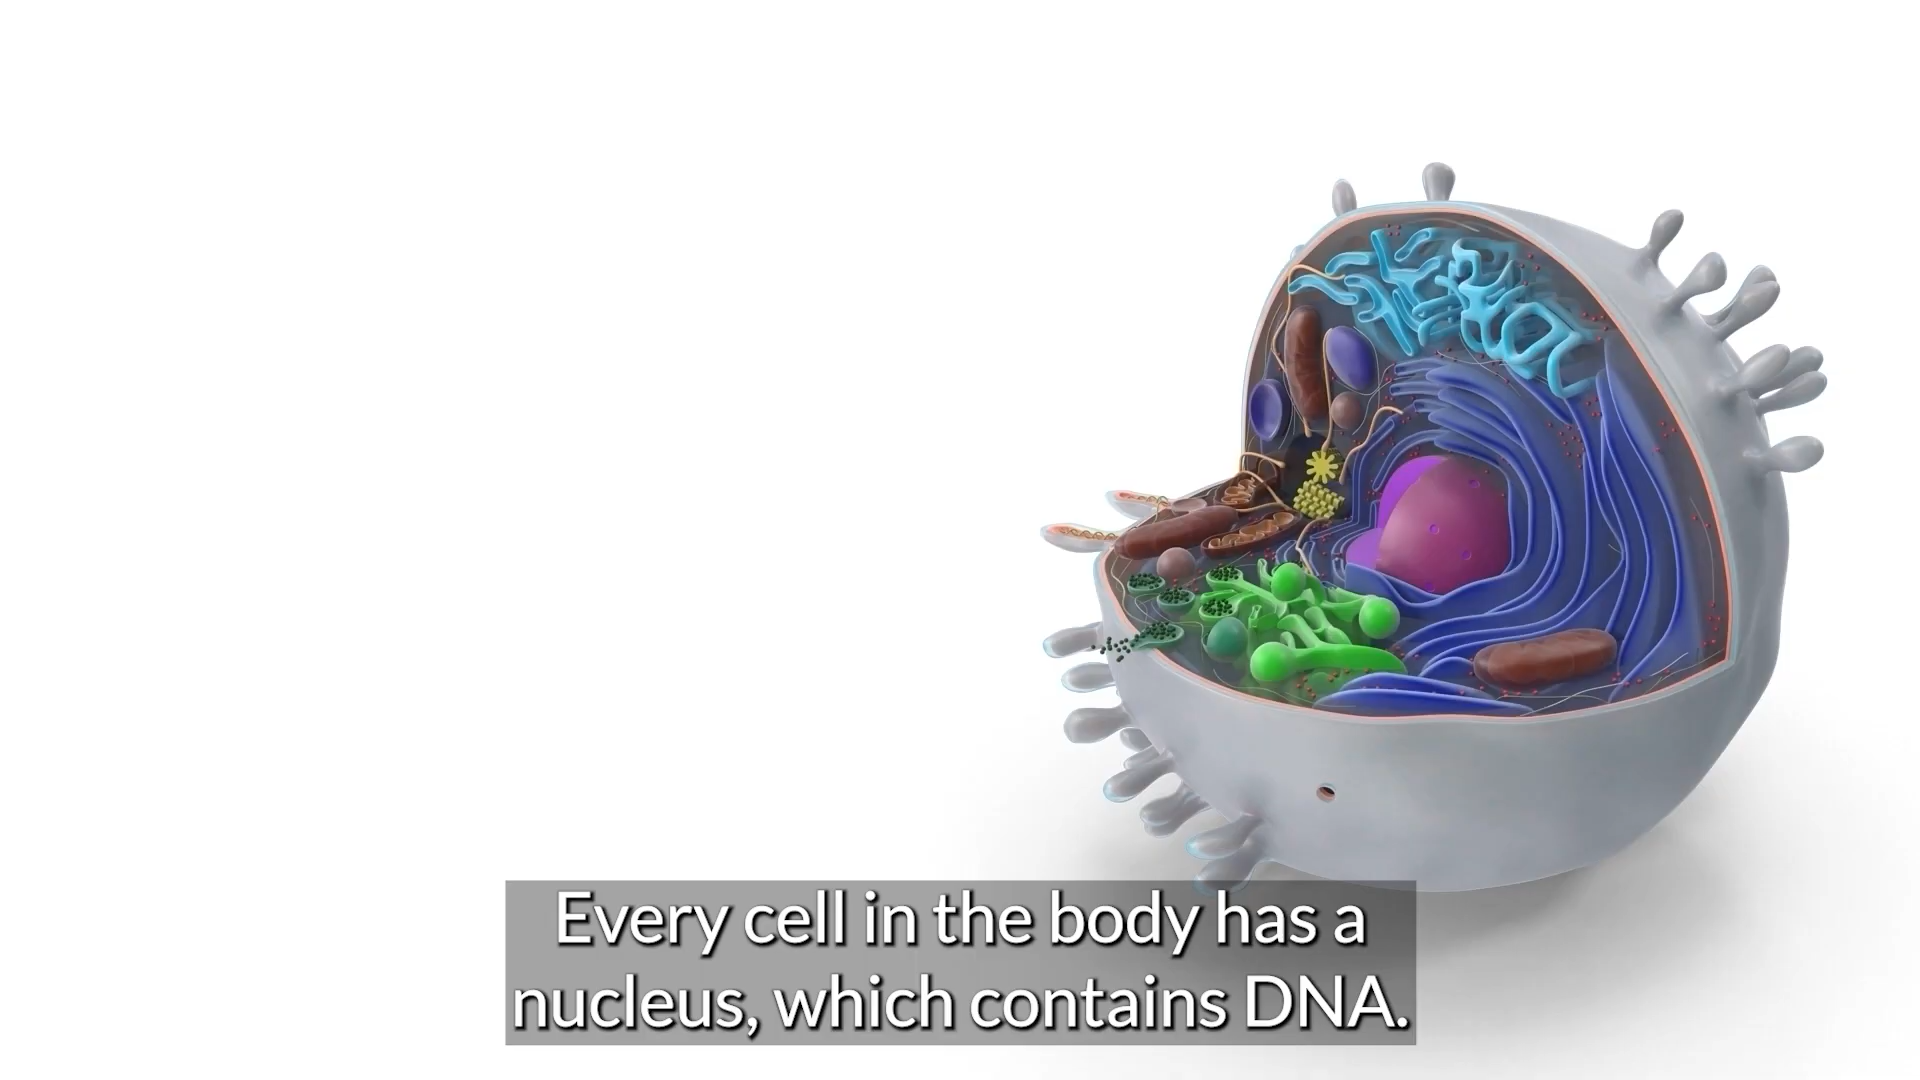 Every cell in the body has a
nucleus, which contains DNA.